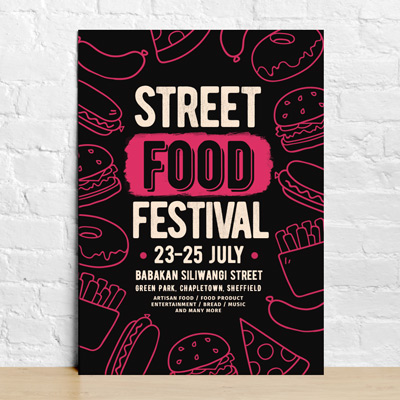 STREET
FOOD
FESTIVAL
• 23-25 JULY •
BABAKAN SILIWANGI STREET
GREEN PARK, CHAPLETOWN, SHEFFIELD
ARTISAN FOOD / FOOD PRODUCT
ENTERTAINMENT / BREAD / MUSIC
AND MANY MORE